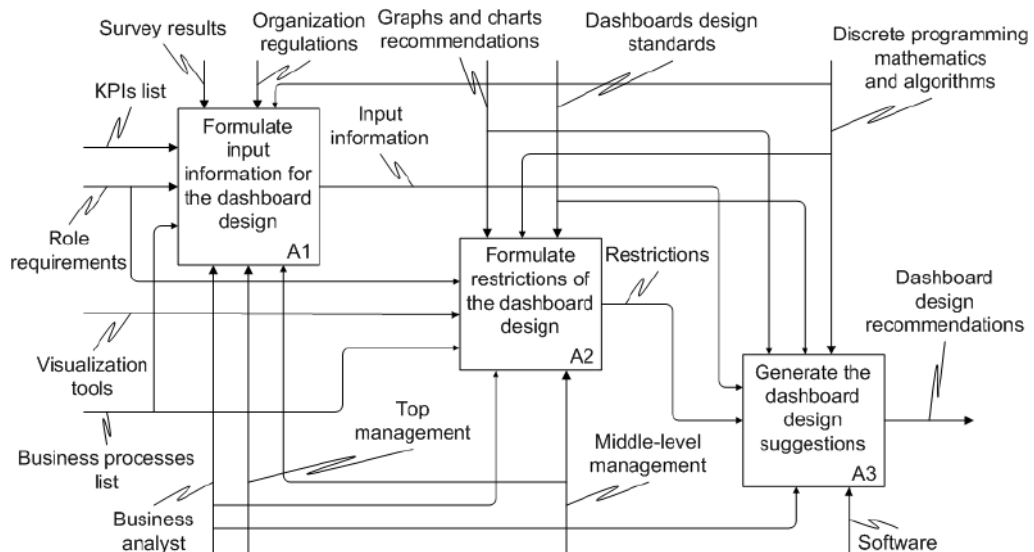 Survey results
Organization
regulations
Graphs and charts
recommendations
Dashboards design
standards
Discrete programming
mathematics
and algorithms
KPIs list
Formulate
input
information for
the dashboard
design
A1
Input
information
Role
requirements
Formulate
restrictions of
the dashboard
design
A2
Restrictions
Dashboard
design
recommendations
Visualization
tools
Generate the
dashboard
design
suggestions
A3
Top
management
Middle-level
management
Business processes
list
Business
analyst
Software